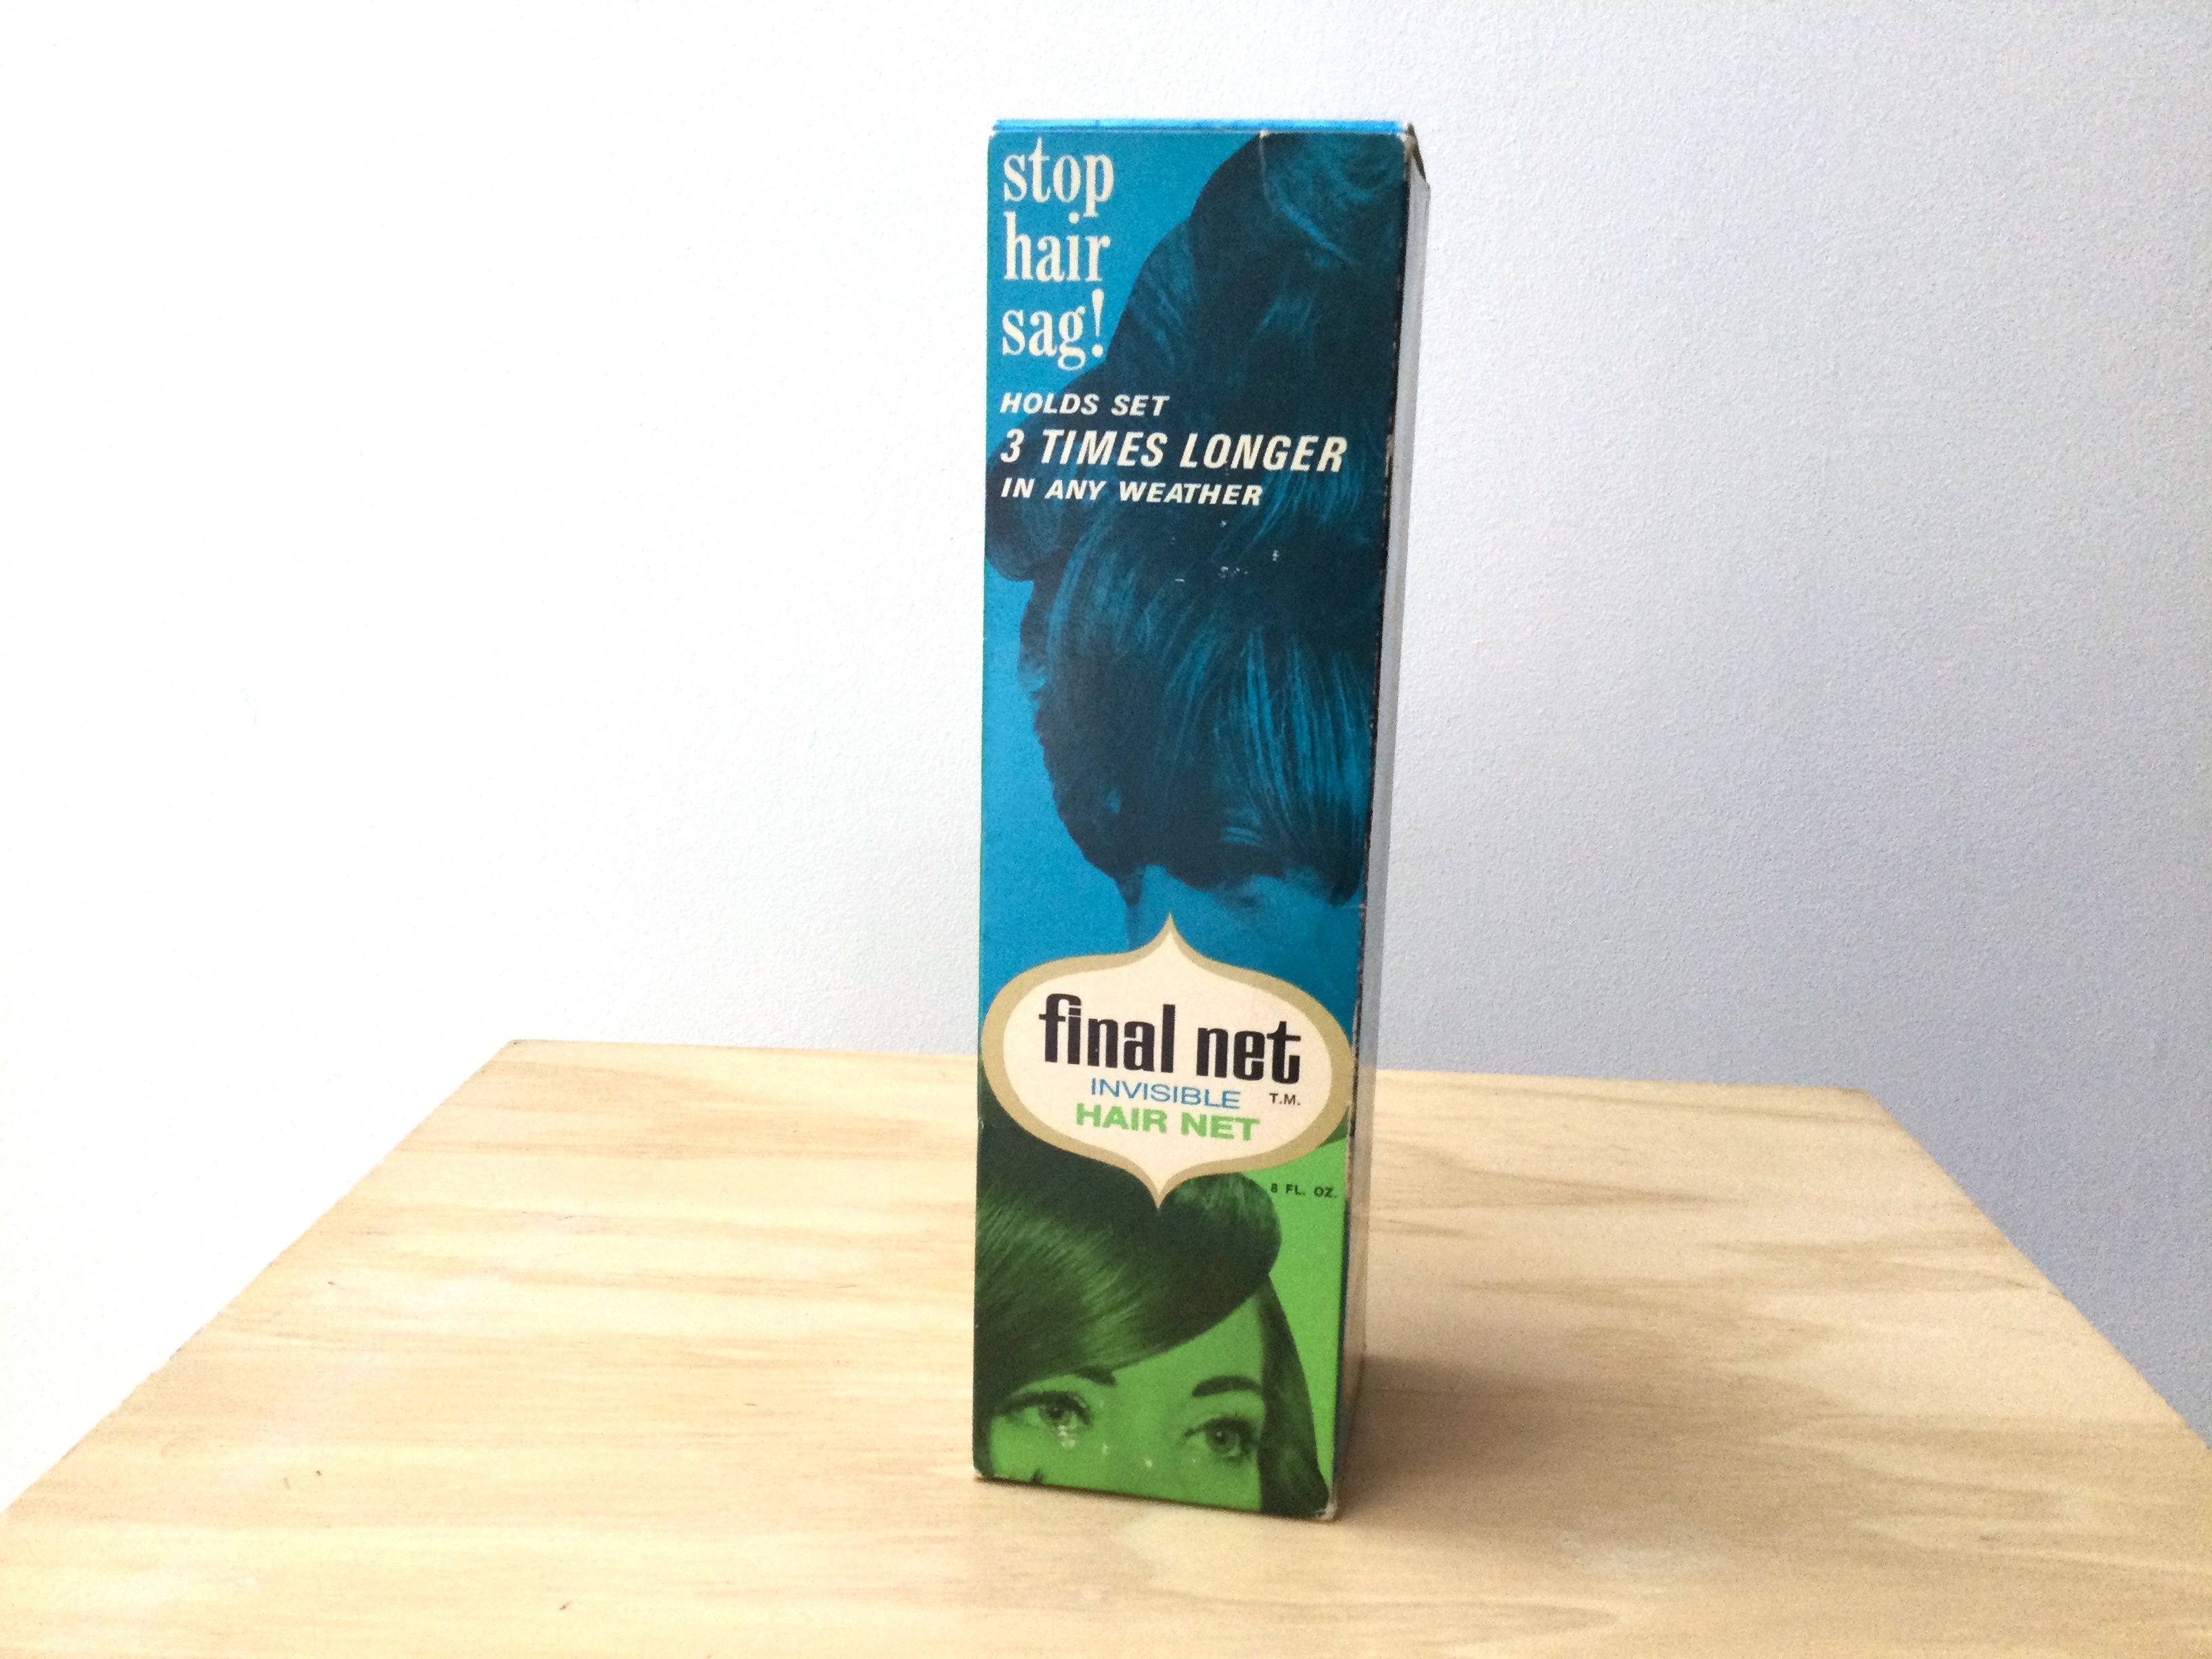 stop
hair
sag!
HOLDS SET
3 TIMES LONGER
IN ANY WEATHER
final net
INVISIBLE T.M.
HAIR NET
8 FL. OZ.